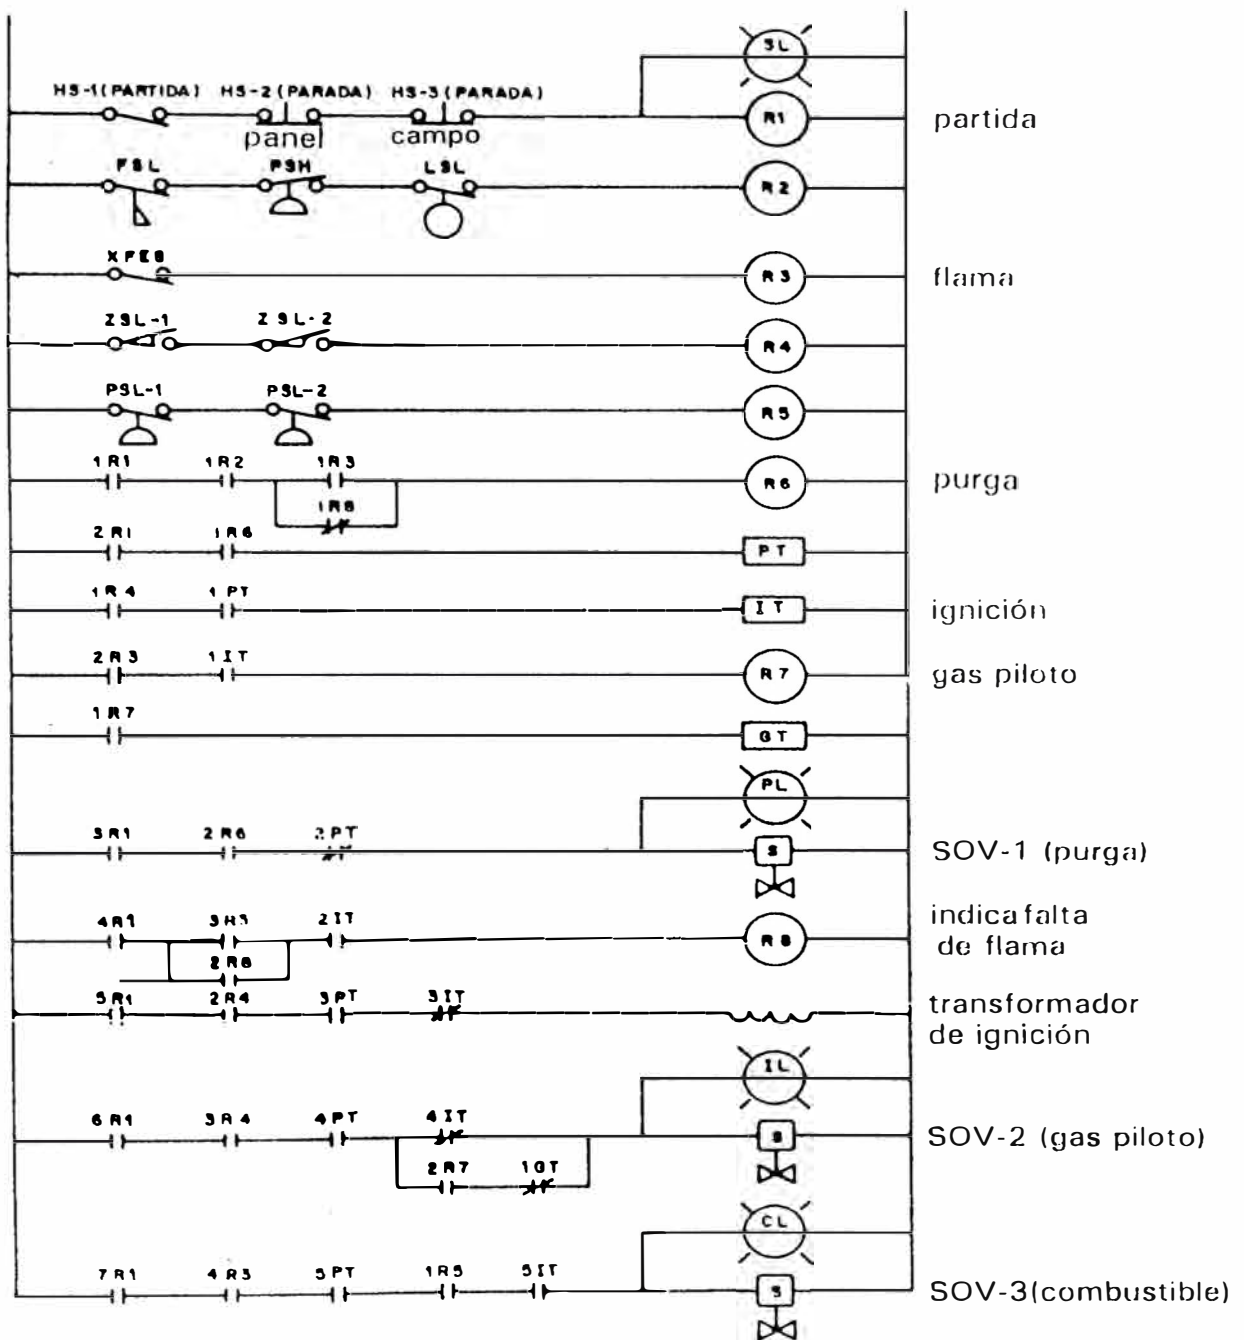 SL
HS-1(PARTIDA) HS-2(PARADA) HS-3(PARADA)
R1 partida
panel campo
FSL PSH LSL
R2
XFEB
R3 flama
ZSL-1 ZSL-2
R4
PSL-1 PSL-2
R5
1R1 1R2 1R3
R6 purga
1R8
2R1 1R6
PT
1R4 1PT
IT ignición
2R3 1IT
R7 gas piloto
1R7
GT
PL
3R1 2R6 2PT
S SOV-1 (purga)
4R1 3R3 2IT
R8 indica falta
de flama
2R8
5R1 2R4 3PT 3IT
transformador
de ignición
IL
6R1 3R4 4PT 4IT
S SOV-2 (gas piloto)
2R7 1GT
CL
7R1 4R3 5PT 1R5 5IT
S SOV-3(combustible)